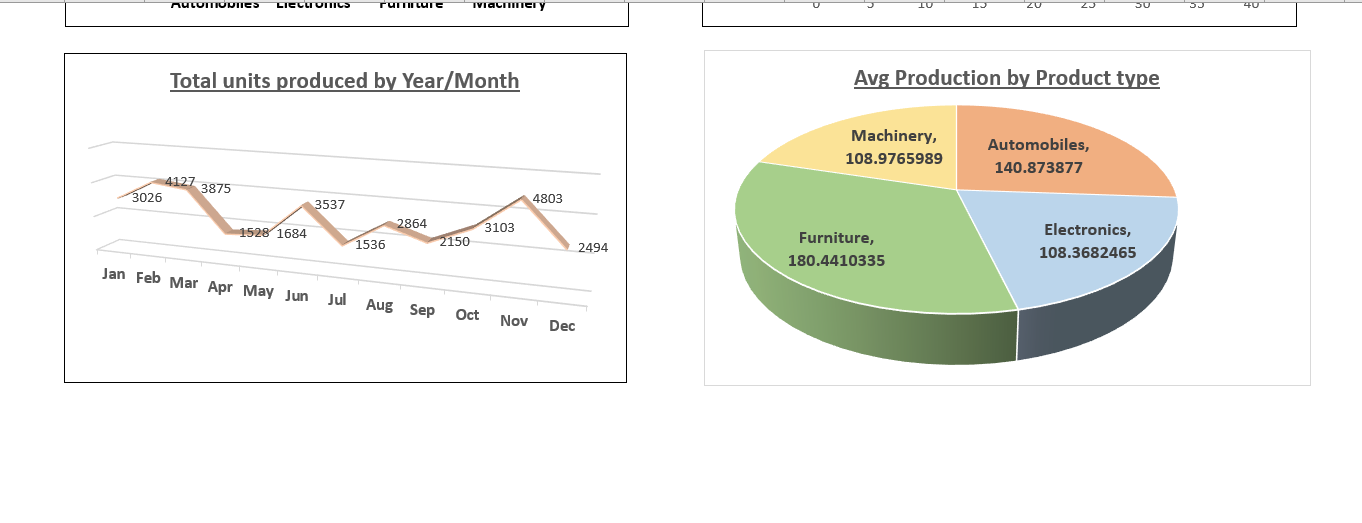 Automobiles Electronics Furniture Machinery
0 5 10 15 20 25 30 35 40
Total units produced by Year/Month
3026
4127
3875
1528
1684
3537
1536
2864
2150
3103
4803
2494
Jan Feb Mar Apr May Jun Jul Aug Sep Oct Nov Dec
Avg Production by Product type
Machinery,
108.9765989
Automobiles,
140.873877
Furniture,
180.4410335
Electronics,
108.3682465